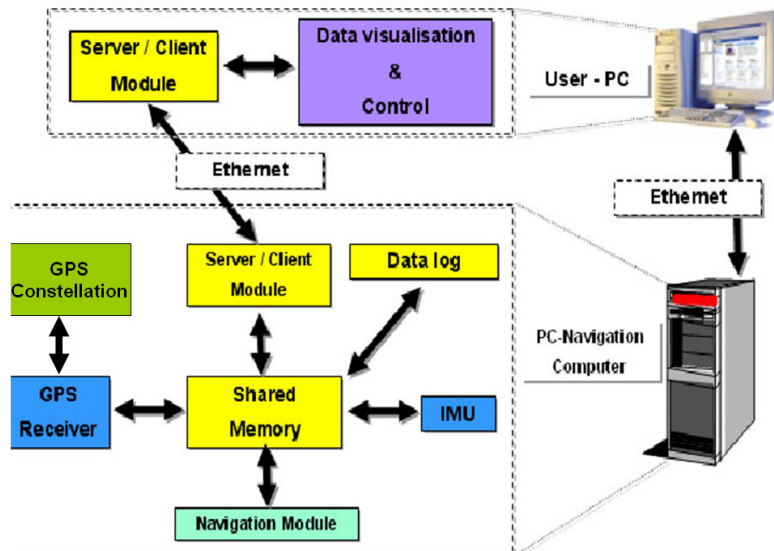 Server / Client
Module
Data visualisation
&
Control
User - PC
Ethernet
Ethernet
GPS
Constellation
Server / Client
Module
Data log
PC-Navigation
Computer
GPS
Receiver
Shared
Memory
IMU
Navigation Module